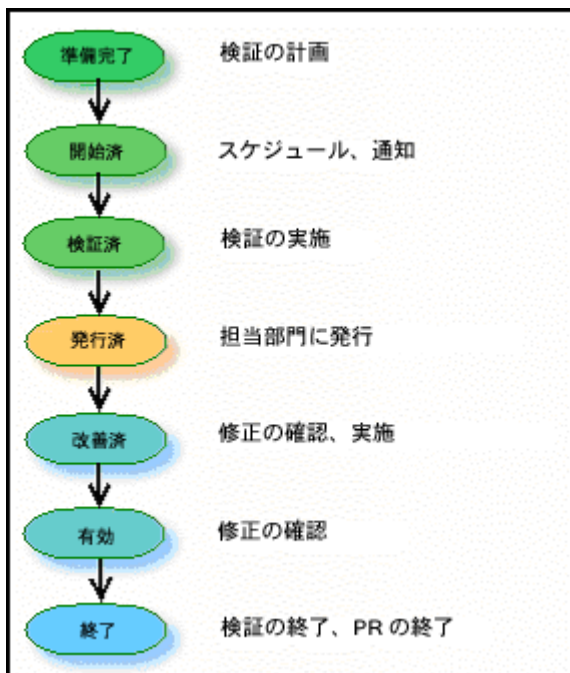 準備完了 検証の計画
開始済 スケジュール、通知
検証済 検証の実施
発行済 担当部門に発行
改善済 修正の確認、実施
有効 修正の確認
終了 検証の終了、PR の終了